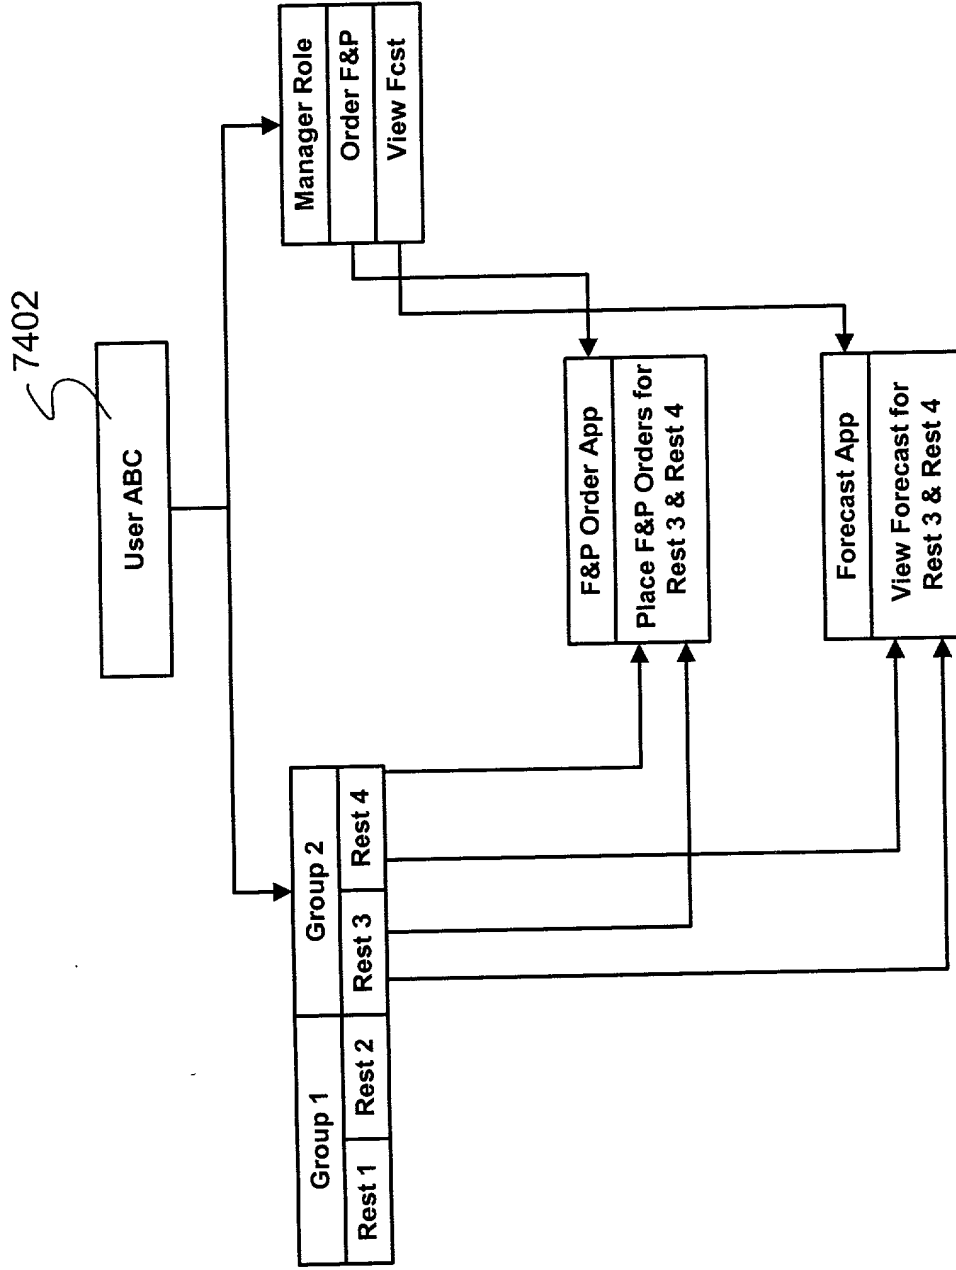 7402
User ABC
Manager Role
Order F&P
View Fcst
Group 1
Group 2
Rest 1
Rest 2
Rest 3
Rest 4
F&P Order App
Place F&P Orders for
Rest 3 & Rest 4
Forecast App
View Forecast for
Rest 3 & Rest 4